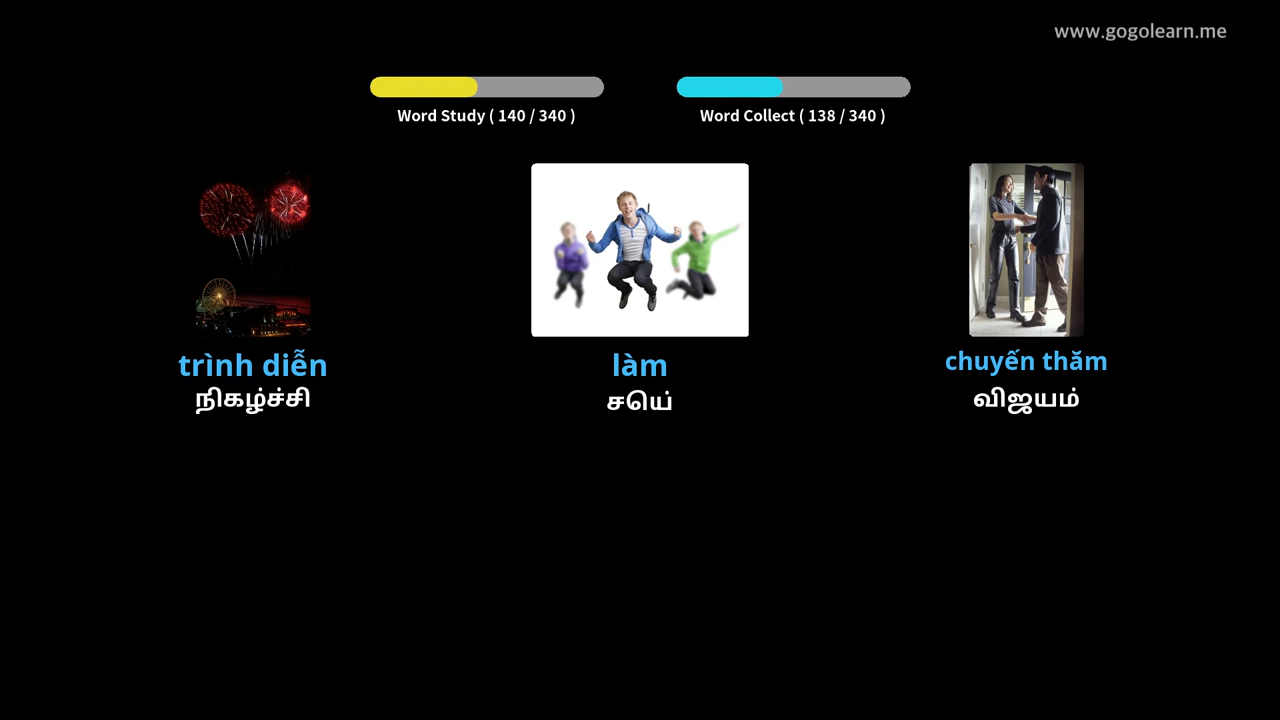 www.gogolearn.me
Word Study ( 140 / 340 )
Word Collect ( 138 / 340 )
trình diễn
làm
chuyến thăm
நிகழ்ச்சி
சயெ்
விஜயம்